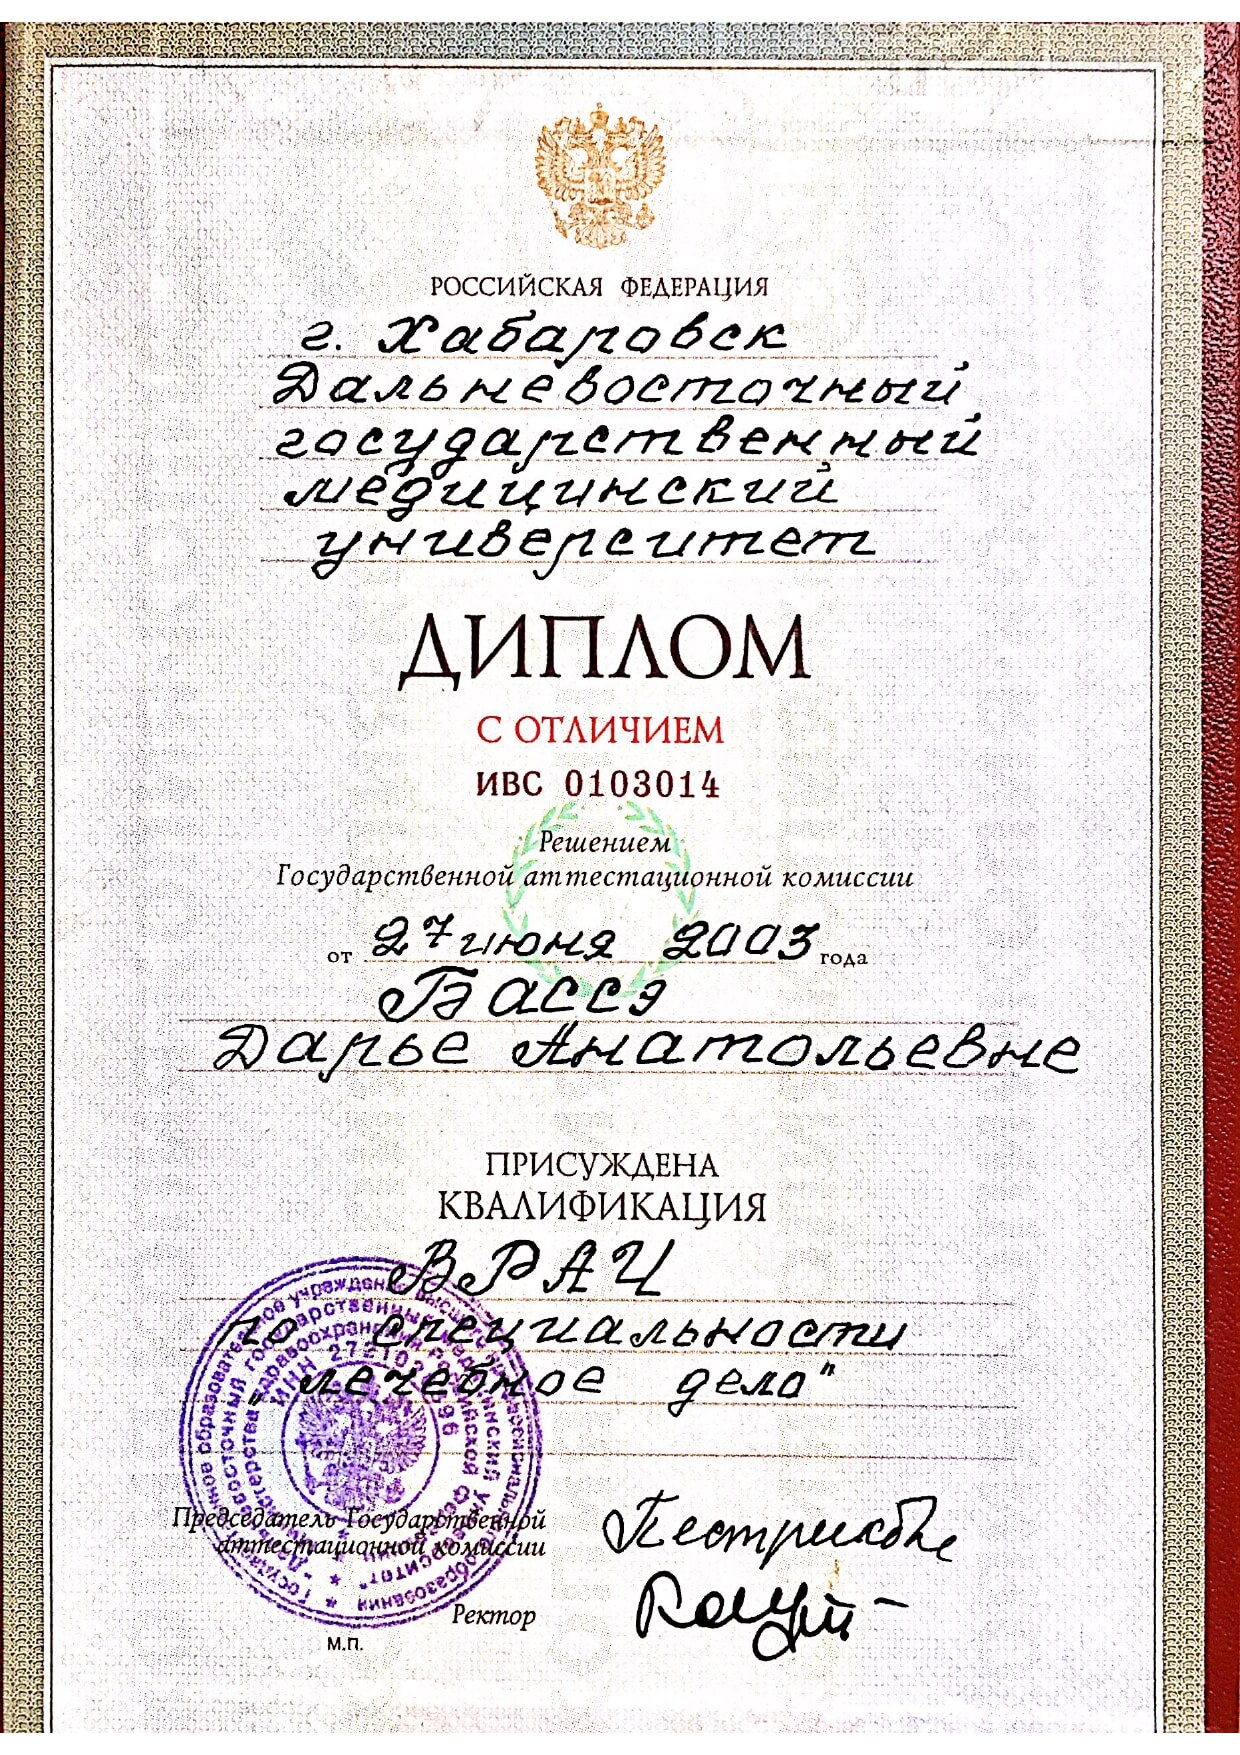 РОССИЙСКАЯ ФЕДЕРАЦИЯ
г. Хабаровск
Дальневосточный
государственный
медицинский
университет
ДИПЛОМ
С ОТЛИЧИЕМ
ИВС 0103014
Решением
Государственной аттестационной комиссии
от 27 июня 2003 года
Бассэ
Дарье Анатольевне
ПРИСУЖДЕНА
КВАЛИФИКАЦИЯ
ВРАЧ
по специальности
„лечебное дело"
Председатель Государственной
аттестационной комиссии
Ректор
М.П.